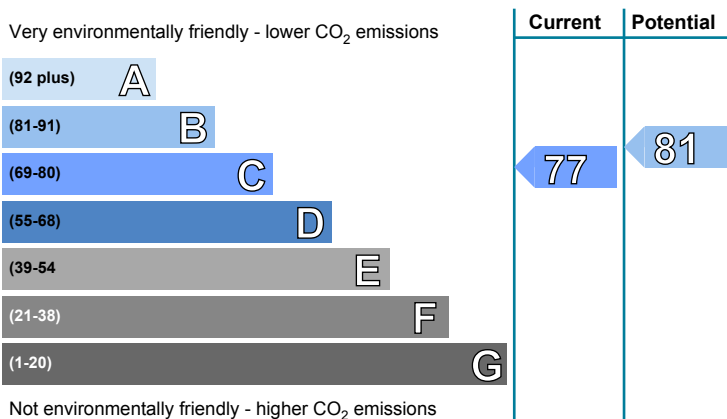 Very environmentally friendly - lower CO2 emissions
Current
Potential
(92 plus) A
(81-91) B
(69-80) C
(55-68) D
(39-54 E
(21-38) F
(1-20) G
77
81
Not environmentally friendly - higher CO2 emissions